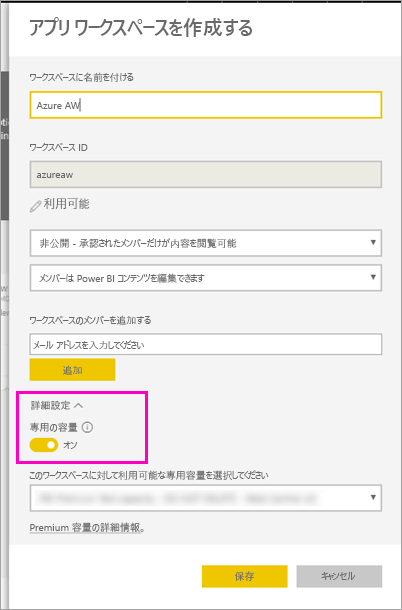 アプリ ワークスペースを作成する
ワークスペースに名前を付ける
Azure AW
ワークスペース ID
azureaw
利用可能
非公開 - 承認されたメンバーだけが内容を閲覧可能
メンバーは Power BI コンテンツを編集できます
ワークスペースのメンバーを追加する
メール アドレスを入力してください
追加
詳細設定
専用の容量
オン
このワークスペースに対して利用可能な専用容量を選択してください
Premium 容量の詳細情報。
保存
キャンセル